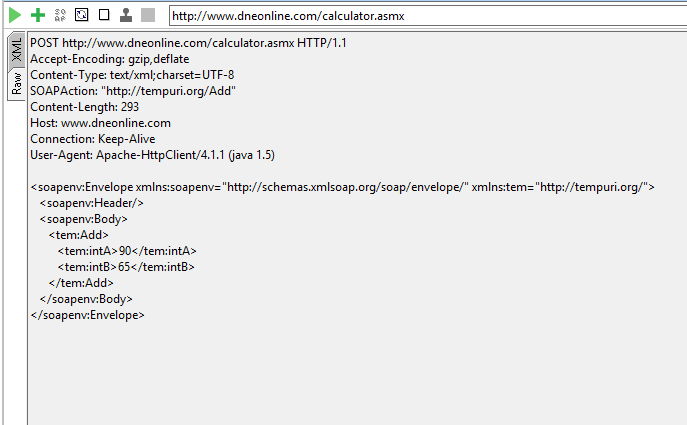 http://www.dneonline.com/calculator.asmx
XML
Raw
POST http://www.dneonline.com/calculator.asmx HTTP/1.1
Accept-Encoding: gzip,deflate
Content-Type: text/xml;charset=UTF-8
SOAPAction: "http://tempuri.org/Add"
Content-Length: 293
Host: www.dneonline.com
Connection: Keep-Alive
User-Agent: Apache-HttpClient/4.1.1 (java 1.5)
<soapenv:Envelope xmlns:soapenv="http://schemas.xmlsoap.org/soap/envelope/" xmlns:tem="http://tempuri.org/">
<soapenv:Header/>
<soapenv:Body>
<tem:Add>
<tem:intA>90</tem:intA>
<tem:intB>65</tem:intB>
</tem:Add>
</soapenv:Body>
</soapenv:Envelope>